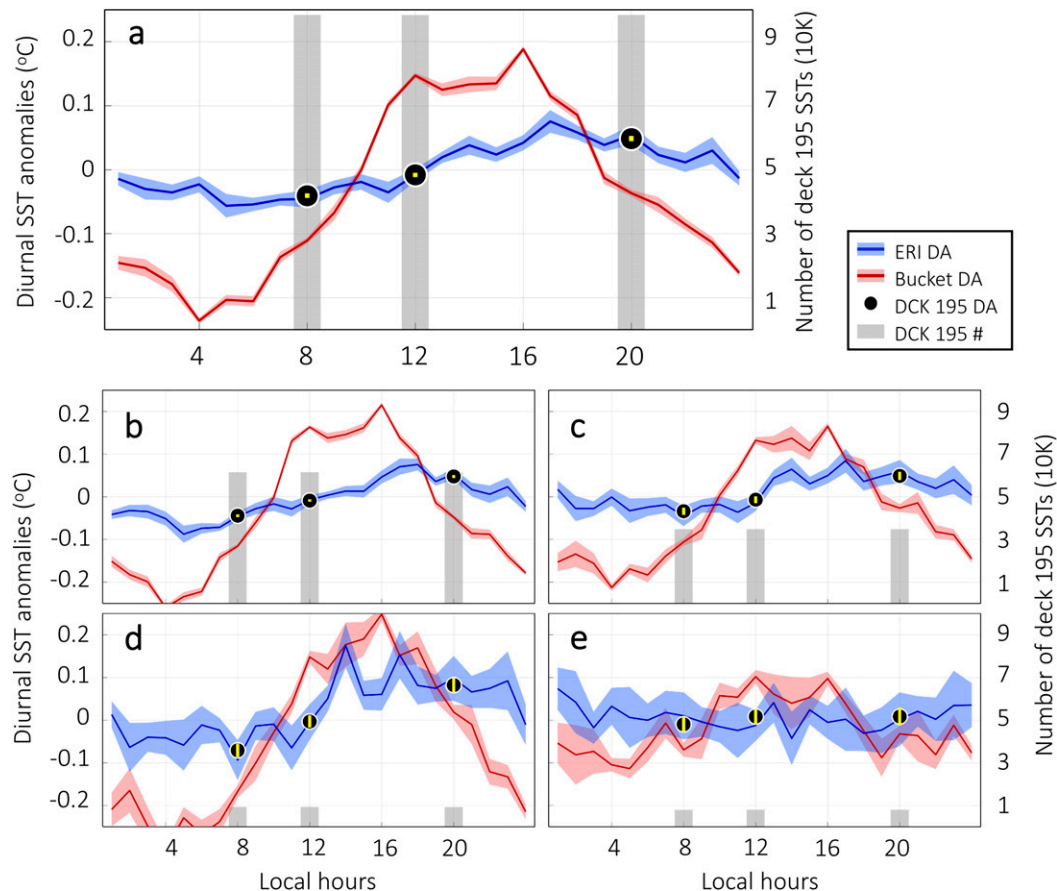 a
Diurnal SST anomalies (°C)
0.2
0.1
0
-0.1
-0.2
9
7
5
3
1
Number of deck 195 SSTs (10K)
4 8 12 16 20
ERI DA
Bucket DA
DCK 195 DA
DCK 195 #
b
c
Diurnal SST anomalies (°C)
0.2
0.1
0
-0.1
-0.2
9
7
5
3
1
Number of deck 195 SSTs (10K)
d
e
0.2
0.1
0
-0.1
-0.2
9
7
5
3
1
4 8 12 16 20
4 8 12 16 20
Local hours
Local hours